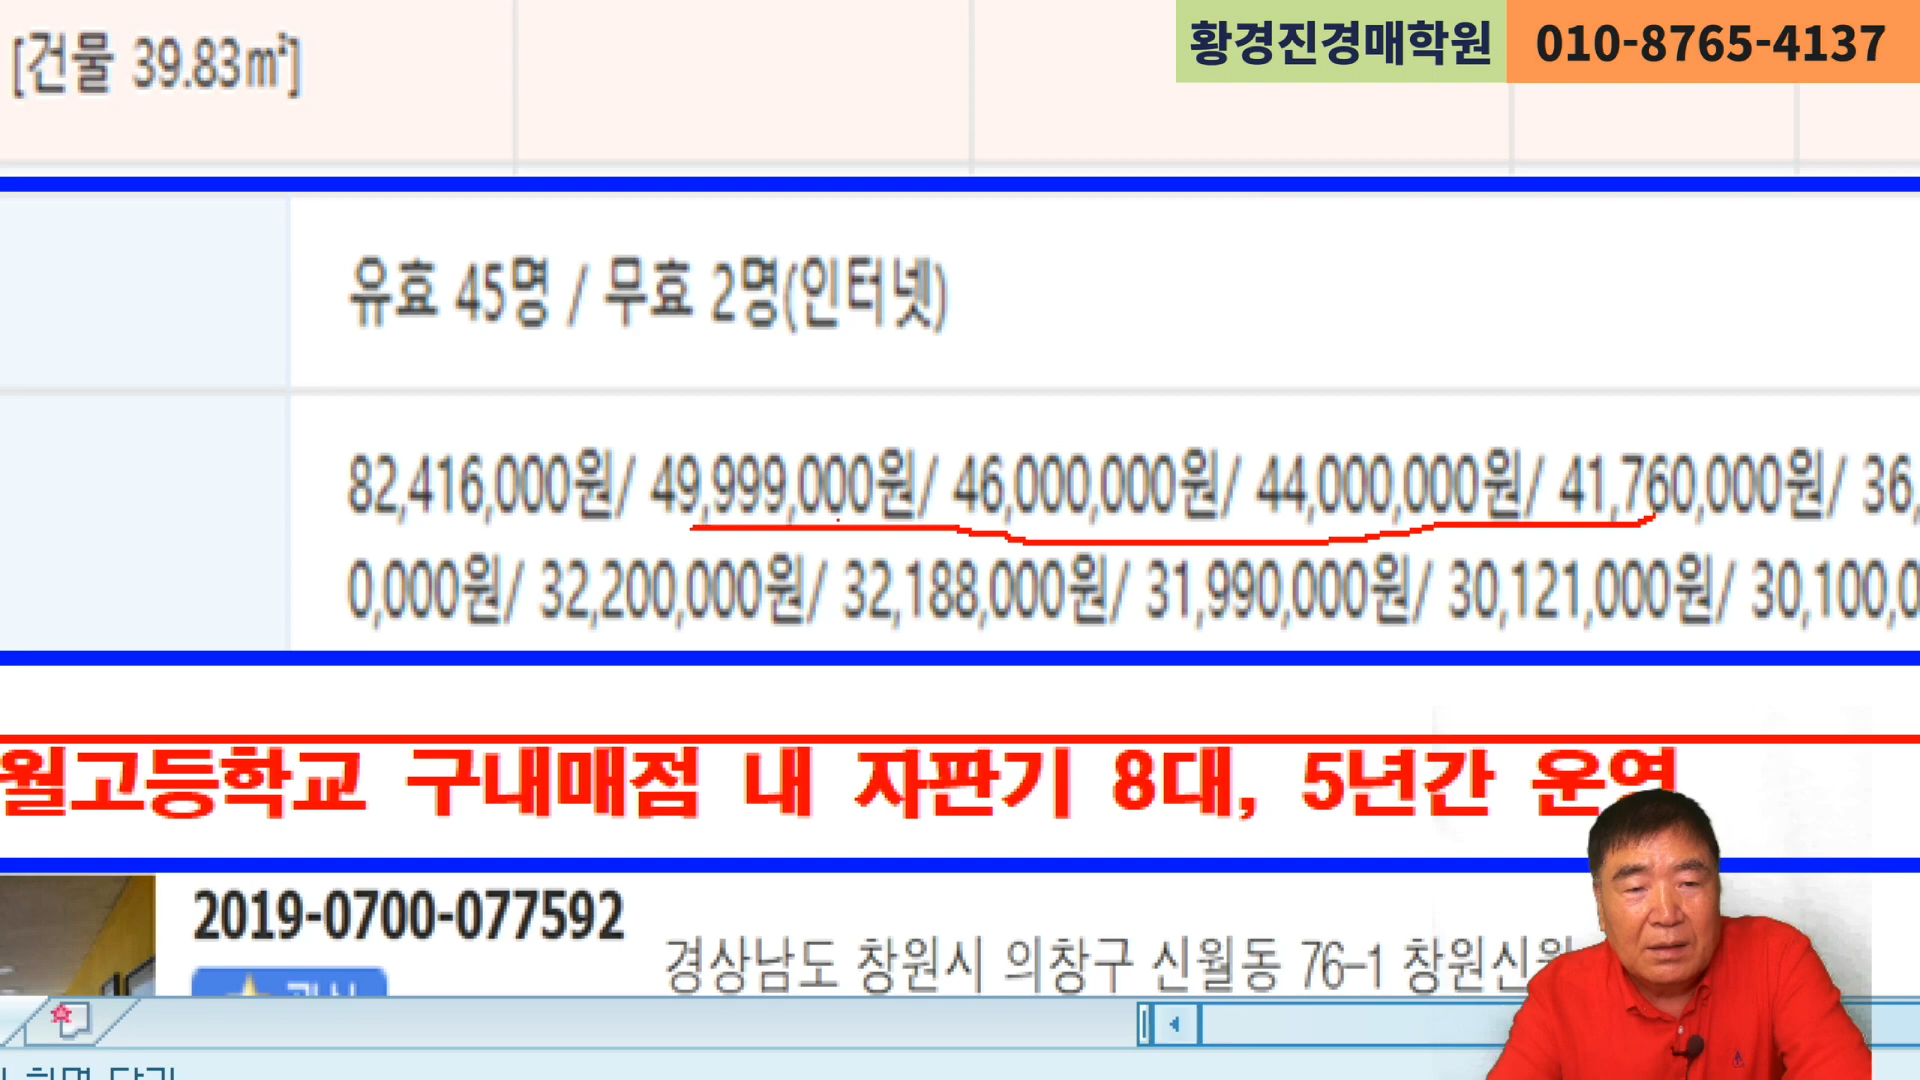 [건물 39.83㎡]
황경진경매학원 010-8765-4137
유효 45명 / 무효 2명(인터넷)
82,416,000원/ 49,999,000원/ 46,000,000원/ 44,000,000원/ 41,760,000원/ 36,
0,000원/ 32,200,000원/ 32,188,000원/ 31,990,000원/ 30,121,000원/ 30,100,0
월고등학교 구내매점 내 자판기 8대, 5년간 운영
2019-0700-077592
경상남도 창원시 의창구 신월동 76-1 창원신월